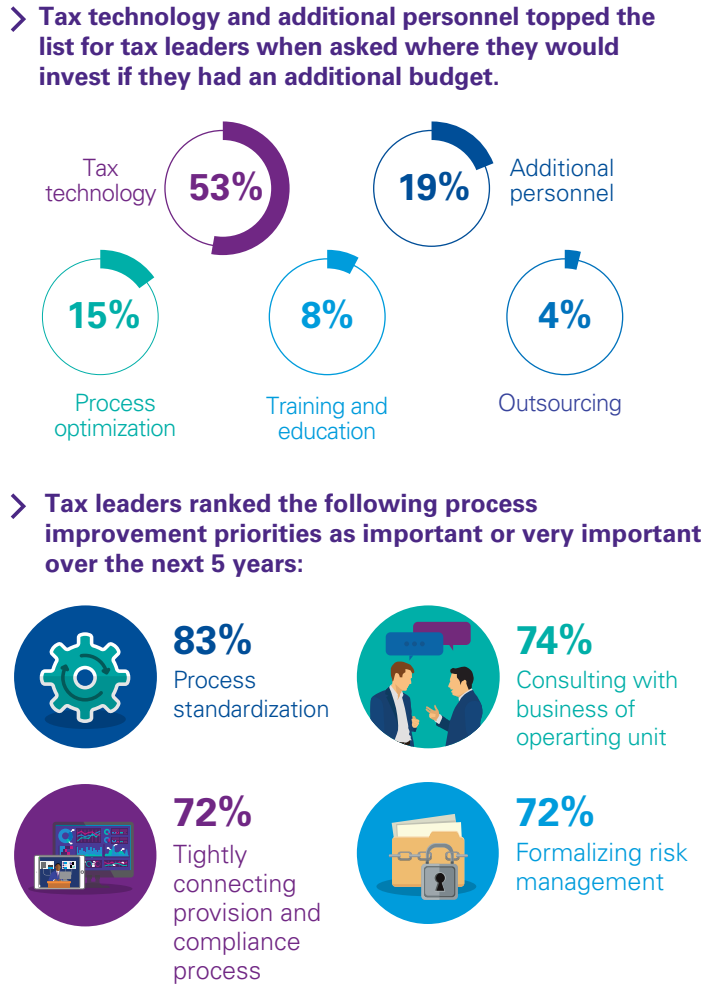 Tax technology and additional personnel topped the
list for tax leaders when asked where they would
invest if they had an additional budget.
Tax
technology
53%
19%
Additional
personnel
15%
Process
optimization
8%
Training and
education
4%
Outsourcing
Tax leaders ranked the following process
improvement priorities as important or very important
over the next 5 years:
83%
Process
standardization
74%
Consulting with
business of
operarting unit
72%
Tightly
connecting
provision and
compliance
process
72%
Formalizing risk
management